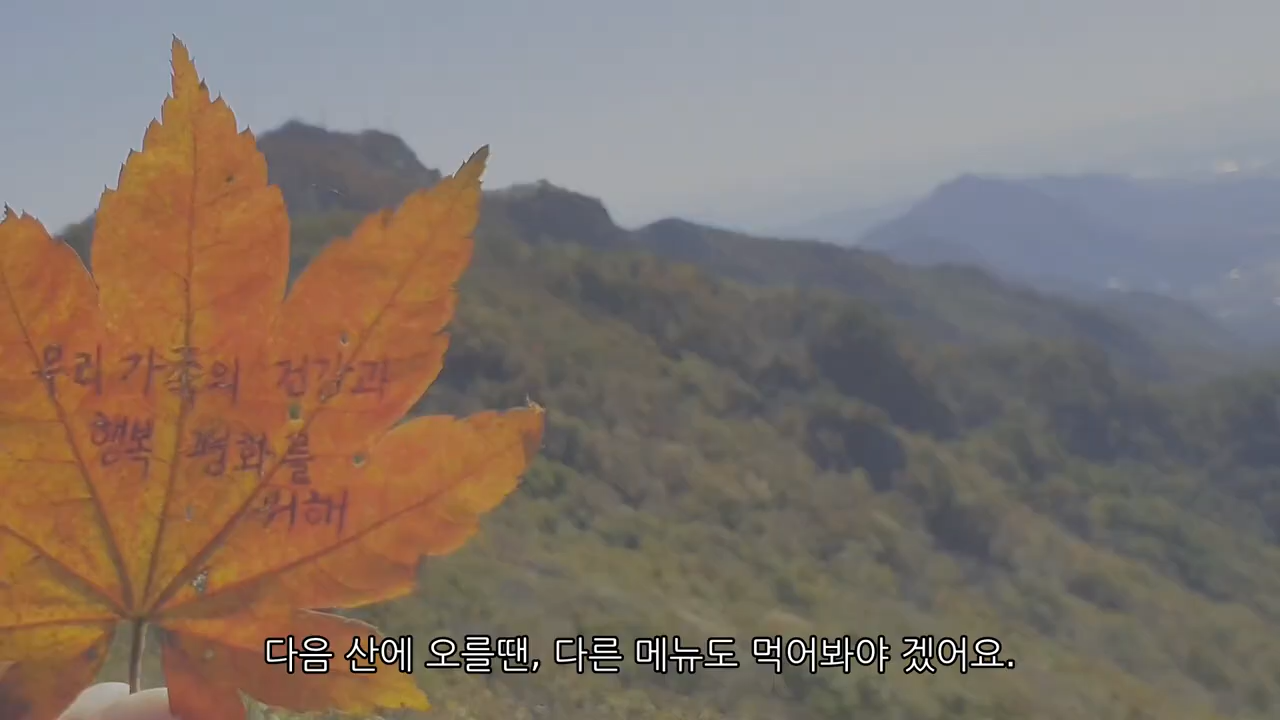 우리 가족의 건강과
행복 평화를
위해
다음 산에 오를땐, 다른 메뉴도 먹어봐야 겠어요.